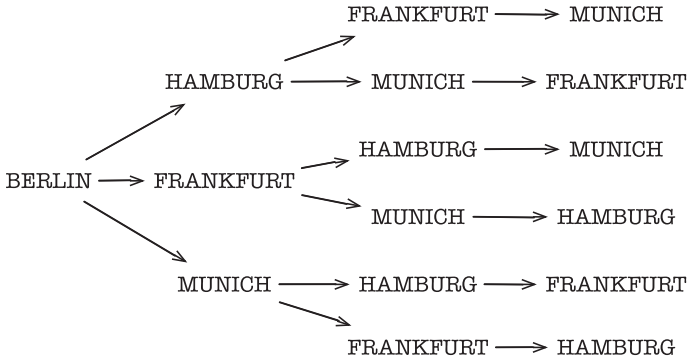 FRANKFURT → MUNICH
HAMBURG → MUNICH → FRANKFURT
HAMBURG → MUNICH
BERLIN → FRANKFURT
MUNICH → HAMBURG
MUNICH → HAMBURG → FRANKFURT
FRANKFURT → HAMBURG